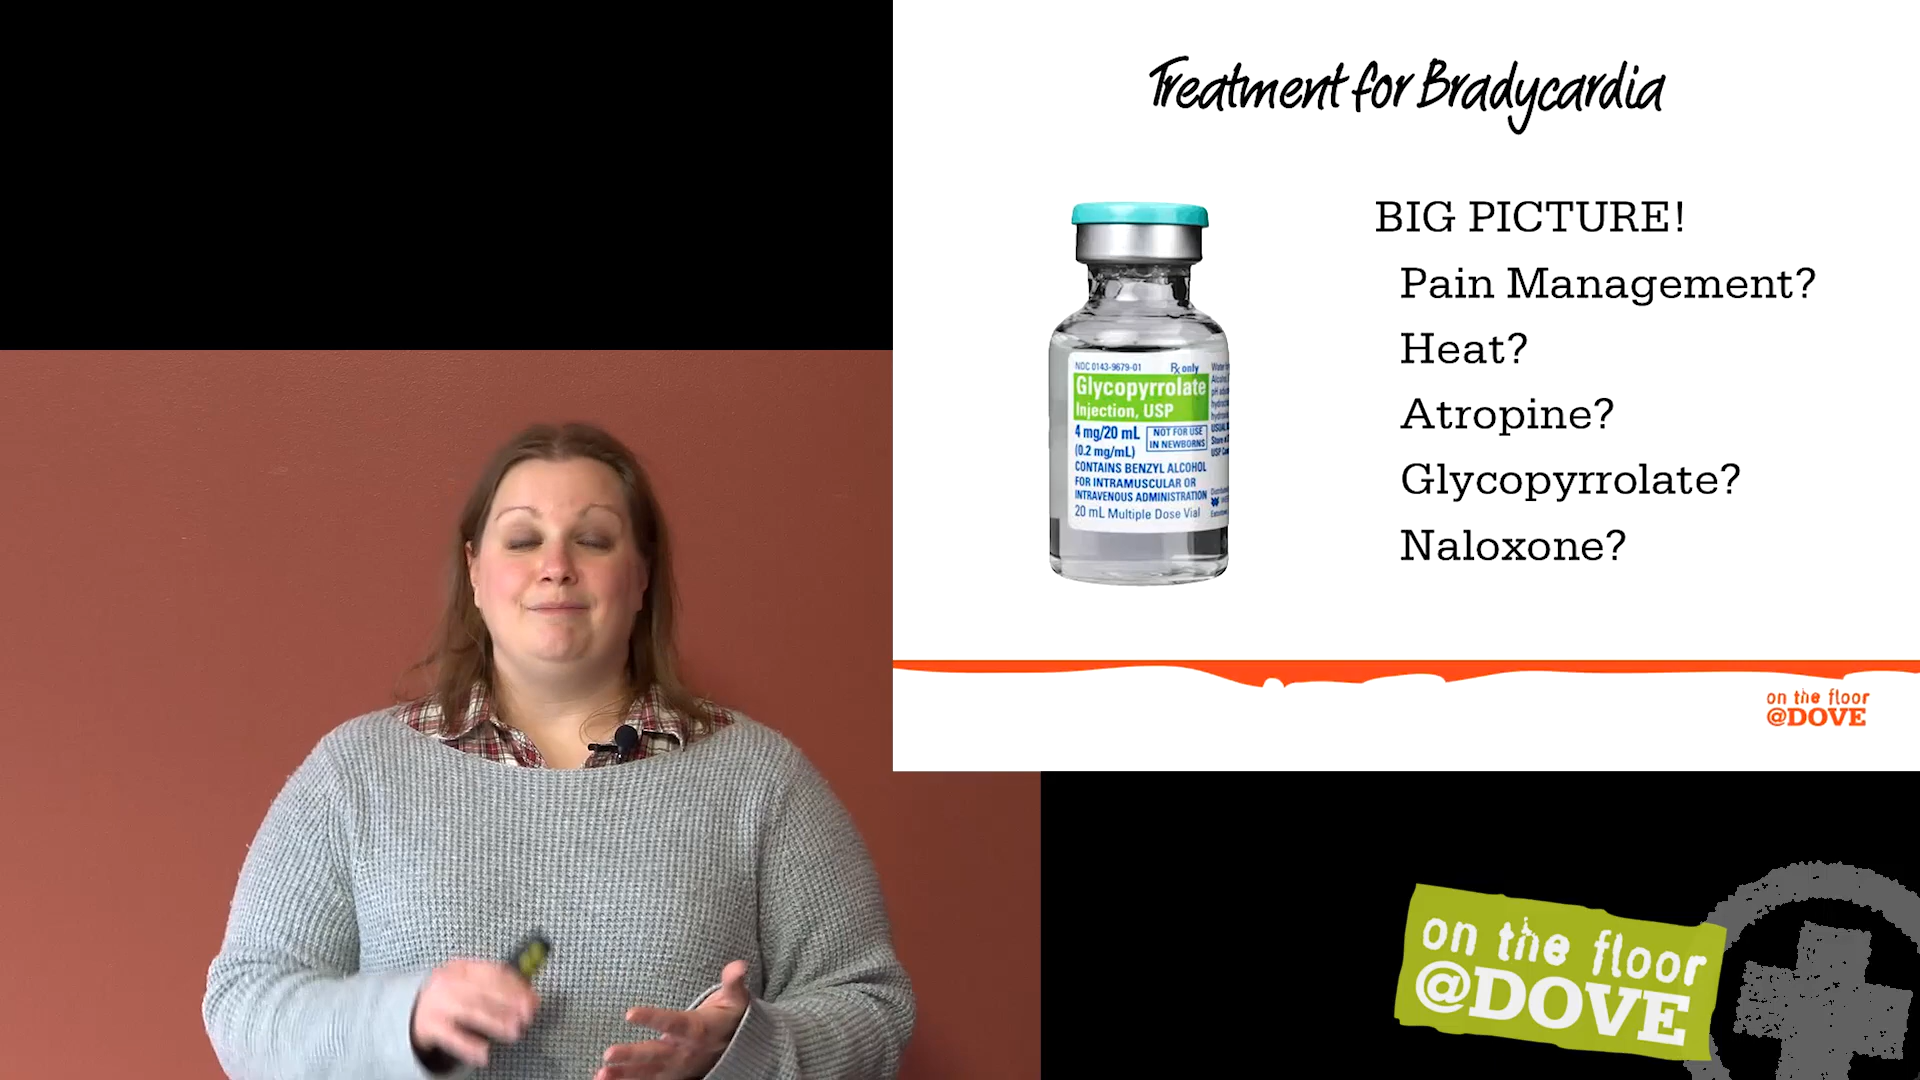 Treatment for Bradycardia
BIG PICTURE!
Pain Management?
Heat?
Atropine?
Glycopyrrolate?
Naloxone?
NDC 0143-9679-01 Rx only
Glycopyrrolate
Injection, USP
4 mg/20 mL
(0.2 mg/mL)
NOT FOR USE
IN NEWBORNS
CONTAINS BENZYL ALCOHOL
FOR INTRAMUSCULAR OR
INTRAVENOUS ADMINISTRATION
20 mL Multiple Dose Vial
on the floor
@DOVE
on the floor
@DOVE